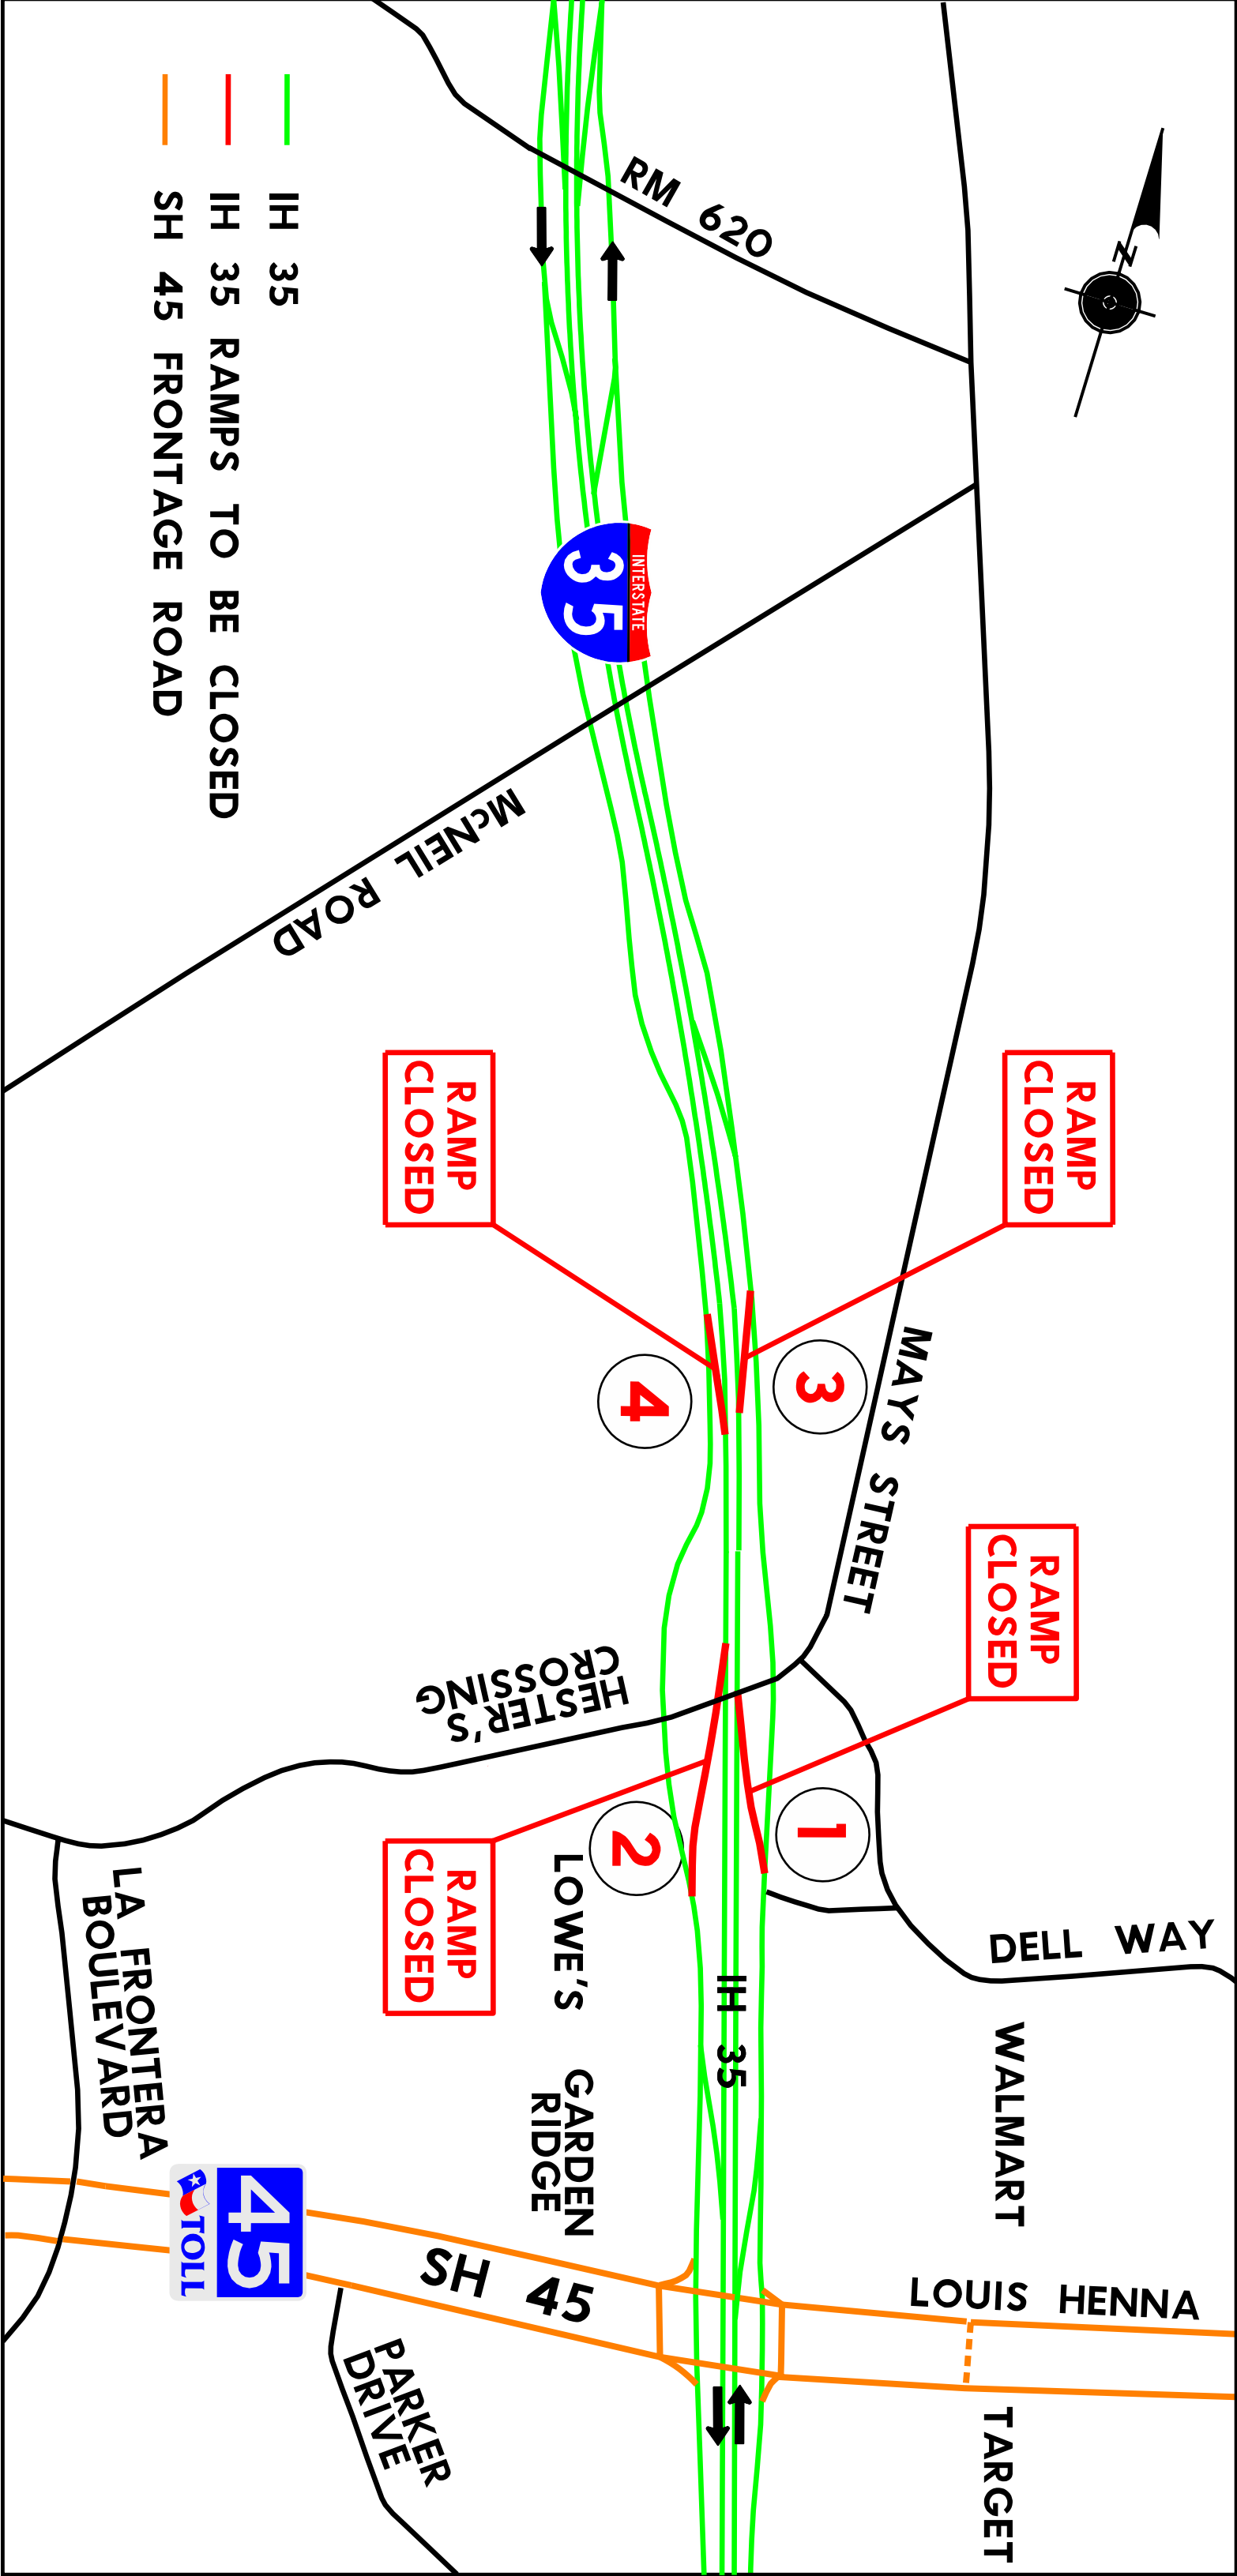 RM 620
N
IH 35
IH 35 RAMPS TO BE CLOSED
SH 45 FRONTAGE ROAD
INTERSTATE
35
McNEIL ROAD
RAMP
CLOSED
RAMP
CLOSED
3
4
MAYS STREET
RAMP
CLOSED
HESTER'S
CROSSING
1
2
RAMP
CLOSED
LOWE'S
IH 35
DELL WAY
LA FRONTERA
BOULEVARD
WALMART
GARDEN
RIDGE
45
TOLL
SH 45
LOUIS HENNA
PARKER
DRIVE
TARGET